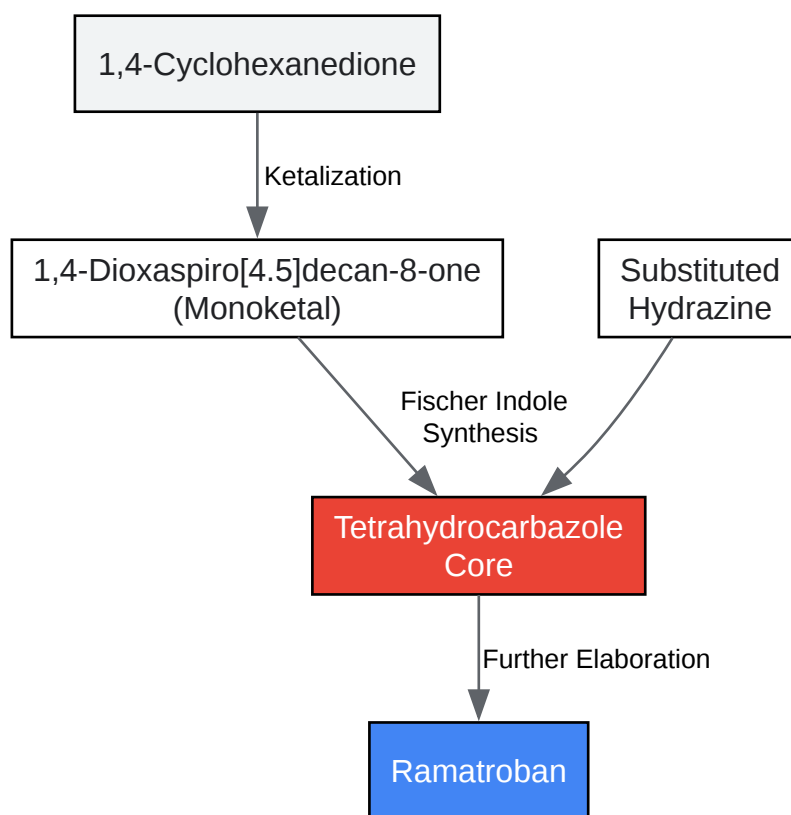 1,4-Cyclohexanedione
Ketalization
1,4-Dioxaspiro[4.5]decan-8-one
(Monoketal)
Substituted
Hydrazine
Fischer Indole
Synthesis
Tetrahydrocarbazole
Core
Further Elaboration
Ramatroban